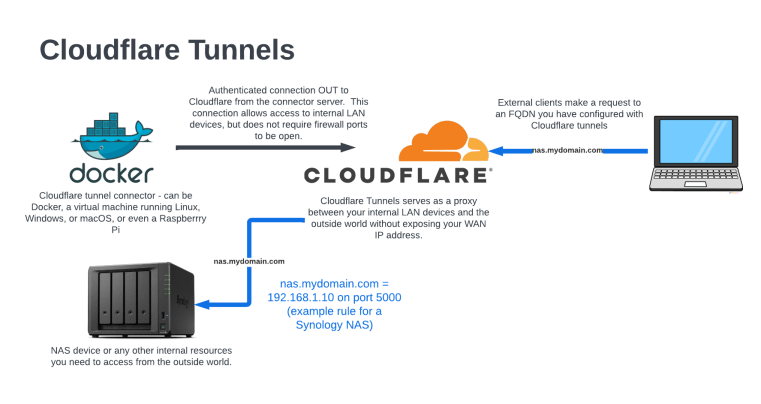 Cloudflare Tunnels
Authenticated connection OUT to
Cloudflare from the connector server. This
connection allows access to internal LAN
devices, but does not require firewall ports
to be open.
External clients make a request to
an FQDN you have configured with
Cloudflare tunnels
nas.mydomain.com
docker
CLOUDFLARE®
Cloudflare tunnel connector - can be
Docker, a virtual machine running Linux,
Windows, or macOS, or even a Raspberrry
Pi
Cloudflare Tunnels serves as a proxy
between your internal LAN devices and the
outside world without exposing your WAN
IP address.
nas.mydomain.com
nas.mydomain.com =
192.168.1.10 on port 5000
(example rule for a
Synology NAS)
NAS device or any other internal resources
you need to access from the outside world.